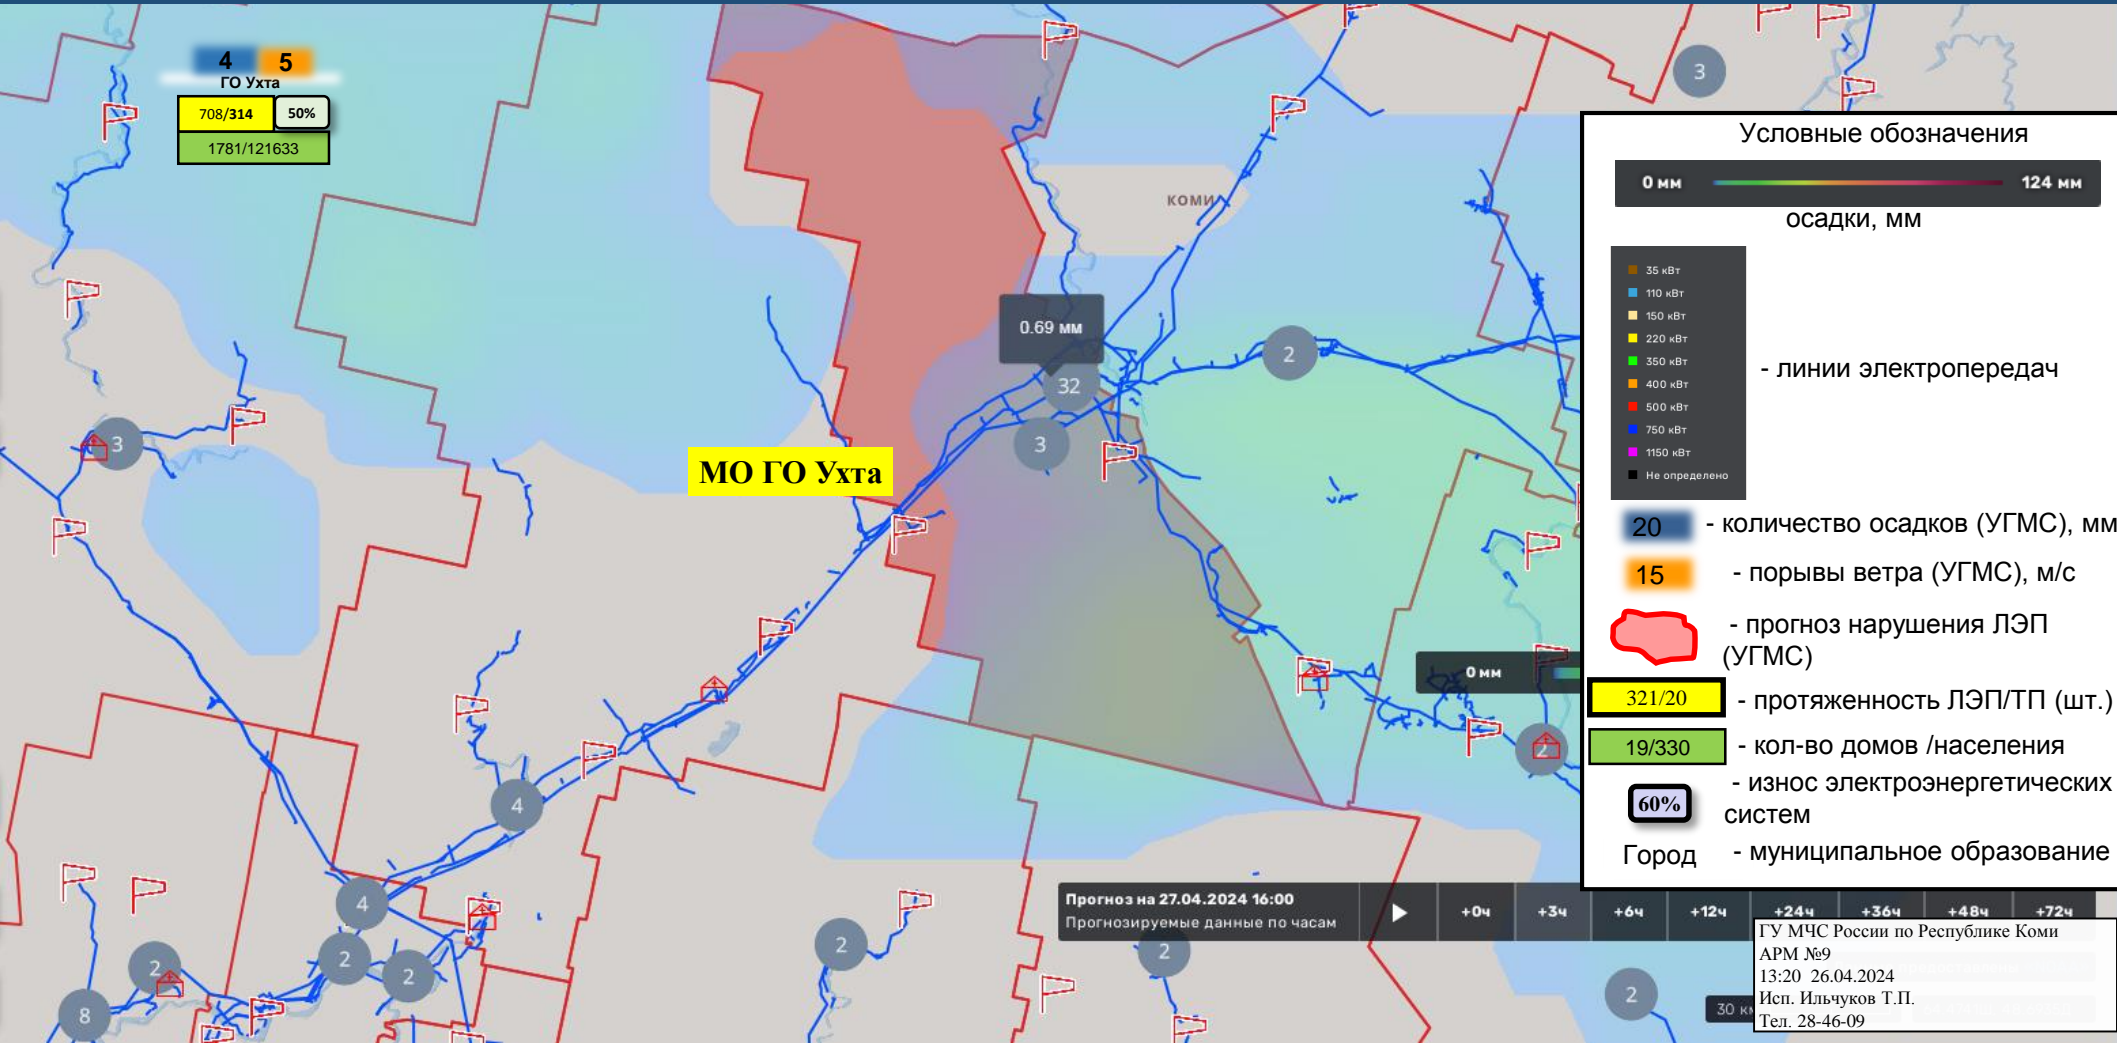 4 5
ГО Ухта
708/314 50%
1781/121633
3
КОМИ
0.69 мм
32
2
3
3
МО ГО Ухта
0 мм
2
4
4
2
2
2
8
2
2
2
Прогноз на 27.04.2024 16:00
Прогнозируемые данные по часам
+0ч +3ч +6ч +12ч +24ч +36ч +48ч +72ч
Условные обозначения
0 мм 124 мм
осадки, мм
35 кВт
110 кВт
150 кВт
220 кВт
350 кВт
400 кВт
500 кВт
750 кВт
1150 кВт
Не определено
- линии электропередач
20 - количество осадков (УГМС), мм
15 - порывы ветра (УГМС), м/с
- прогноз нарушения ЛЭП
(УГМС)
321/20 - протяженность ЛЭП/ТП (шт.)
19/330 - кол-во домов /населения
60% - износ электроэнергетических
систем
Город - муниципальное образование
30
ГУ МЧС России по Республике Коми
АРМ №9
13:20 26.04.2024
Исп. Ильчуков Т.П.
Тел. 28-46-09